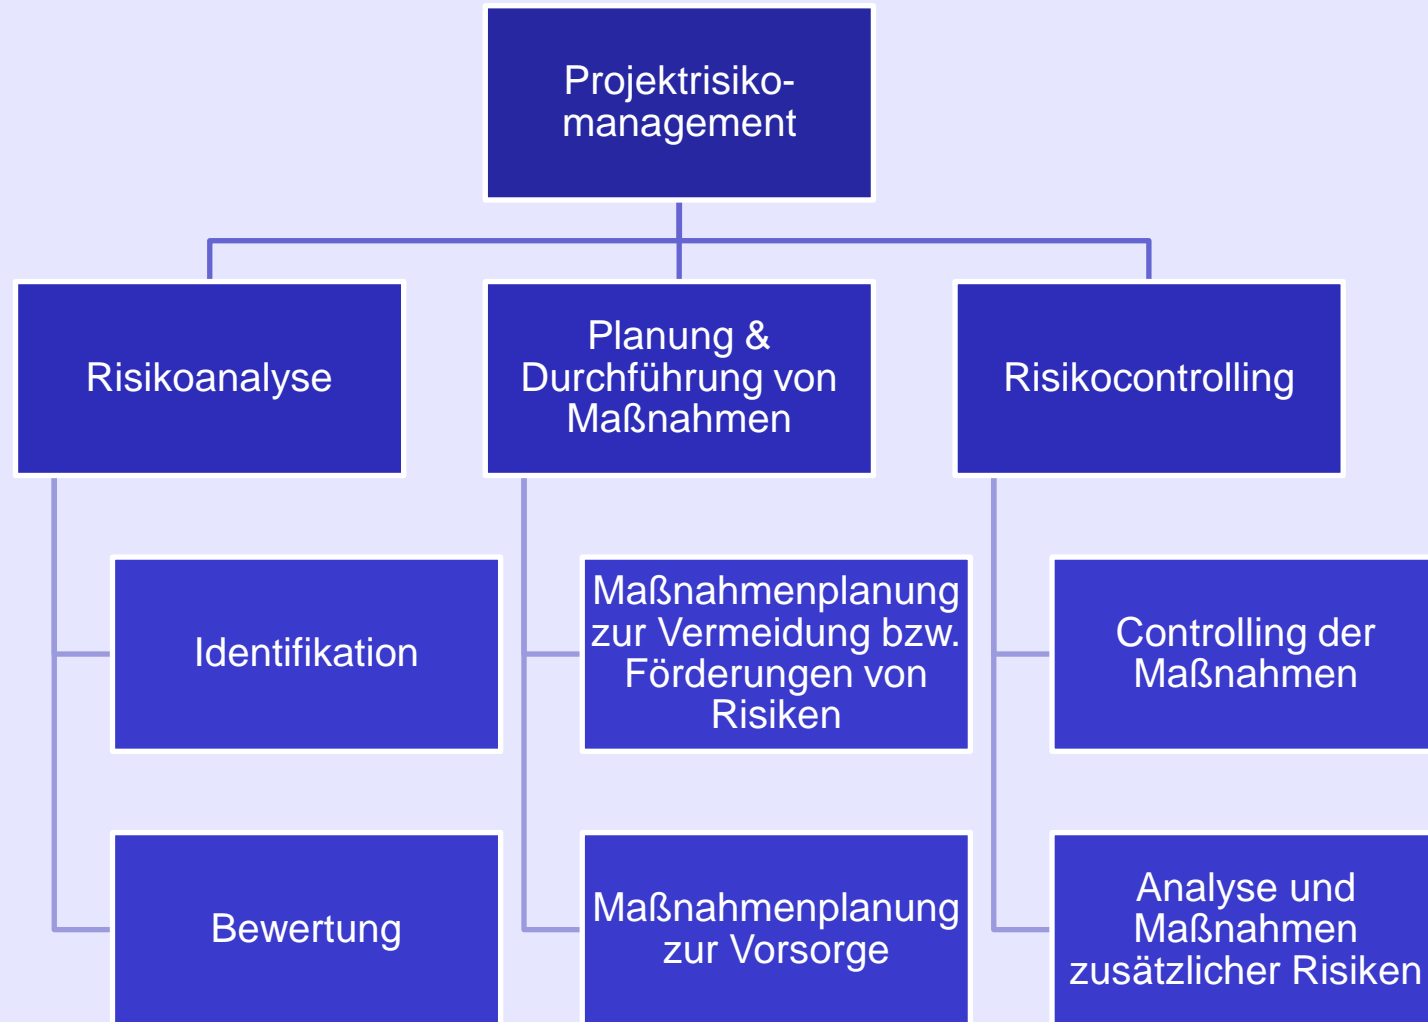 Projektrisiko-
management
Risikoanalyse
Planung &
Durchführung von
Maßnahmen
Risikocontrolling
Identifikation
Maßnahmenplanung
zur Vermeidung bzw.
Förderungen von
Risiken
Controlling der
Maßnahmen
Bewertung
Maßnahmenplanung
zur Vorsorge
Analyse und
Maßnahmen
zusätzlicher Risiken